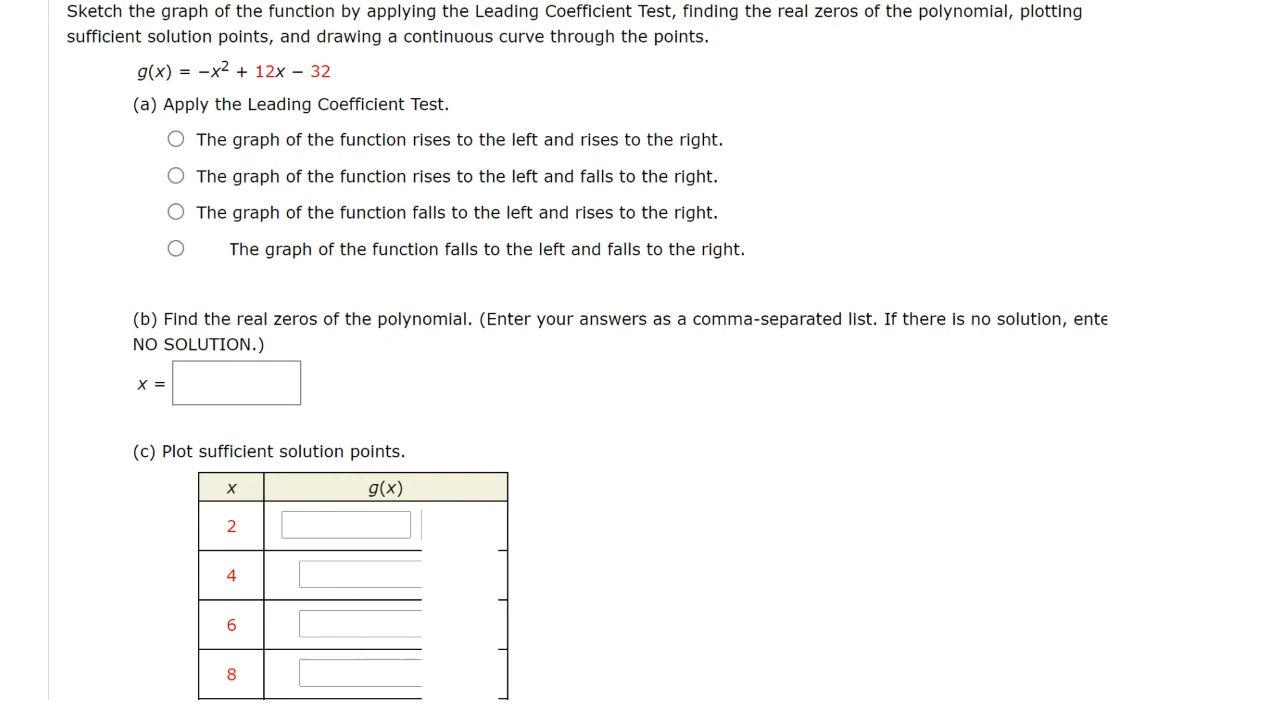 Sketch the graph of the function by applying the Leading Coefficient Test, finding the real zeros of the polynomial, plotting
sufficient solution points, and drawing a continuous curve through the points.
g(x) = −x² + 12x − 32
(a) Apply the Leading Coefficient Test.
The graph of the function rises to the left and rises to the right.
The graph of the function rises to the left and falls to the right.
The graph of the function falls to the left and rises to the right.
The graph of the function falls to the left and falls to the right.
(b) Find the real zeros of the polynomial. (Enter your answers as a comma-separated list. If there is no solution, ente
NO SOLUTION.)
x =
(c) Plot sufficient solution points.
x g(x)
2
4
6
8